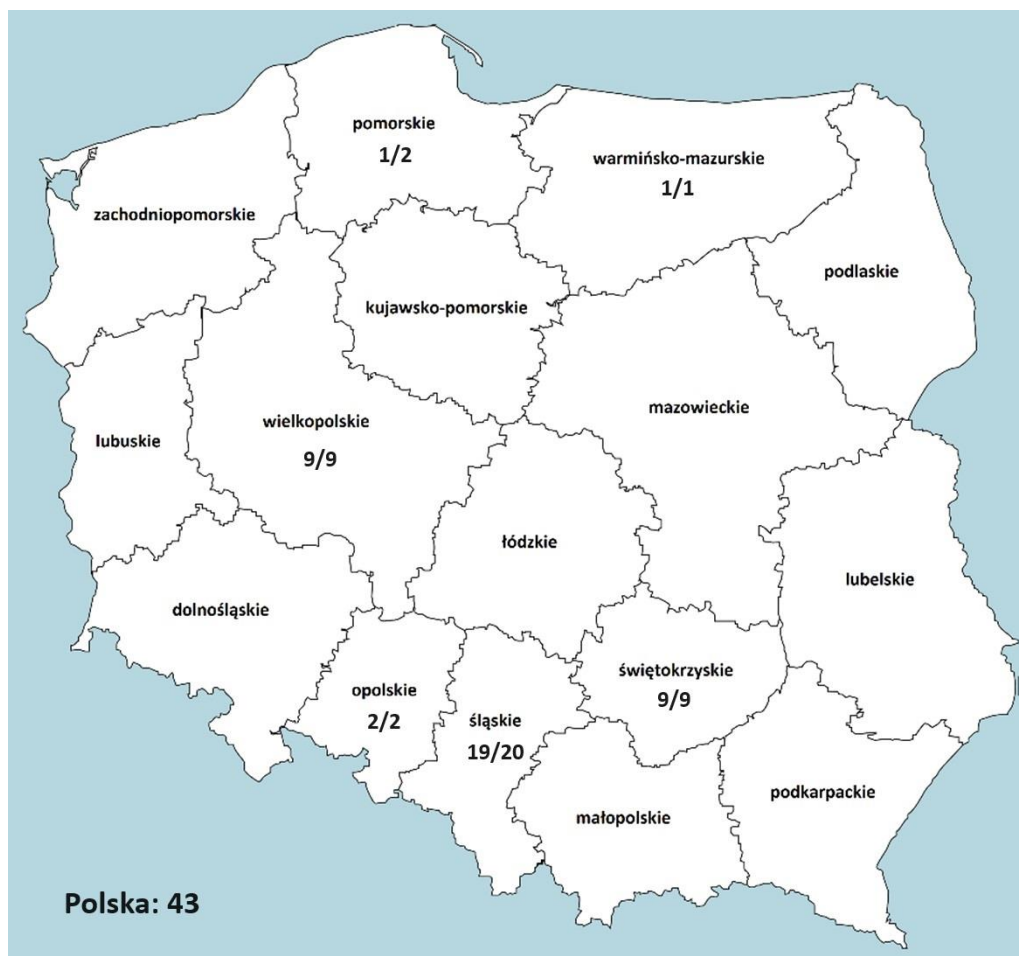 pomorskie
1/2
warmińsko-mazurskie
1/1
zachodniopomorskie
podlaskie
kujawsko-pomorskie
mazowieckie
wielkopolskie
9/9
lubuskie
łódzkie
lubelskie
dolnośląskie
świętokrzyskie
9/9
opolskie
2/2
śląskie
19/20
podkarpackie
małopolskie
Polska: 43